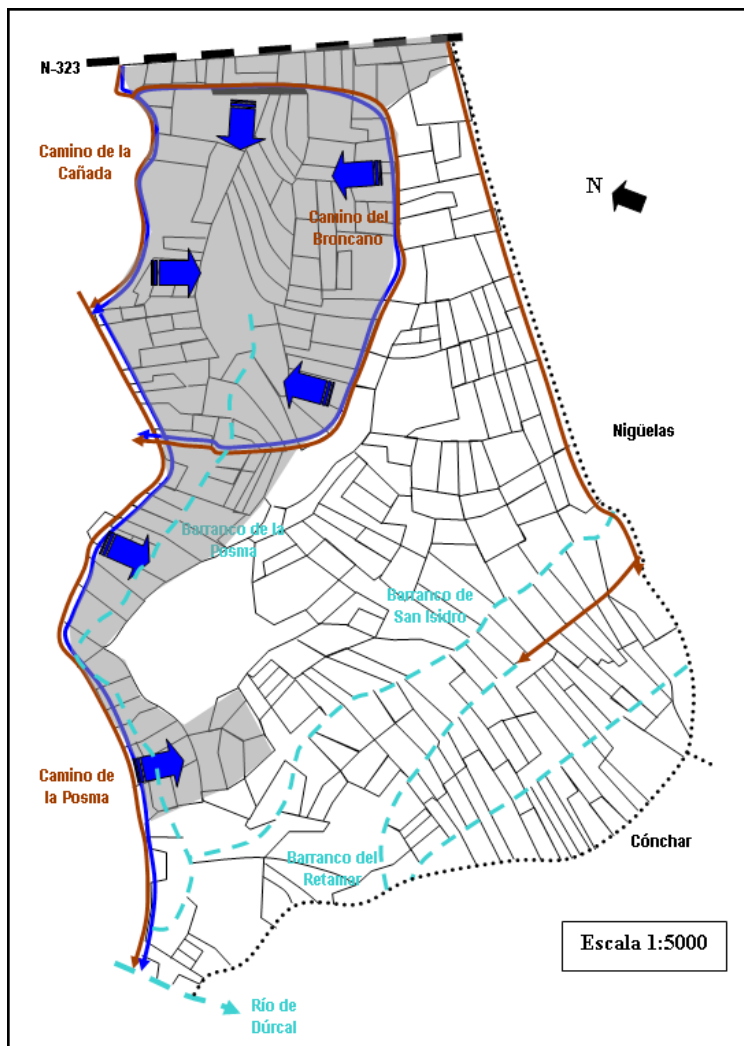 N-323
Camino de la
Cañada
Camino del
Broncano
N
Nigüelas
Barranco de la
Posma
Barranco de
San Isidro
Camino de
la Posma
Cónchar
Barranco del
Retamar
Escala 1:5000
Río de
Dúrcal